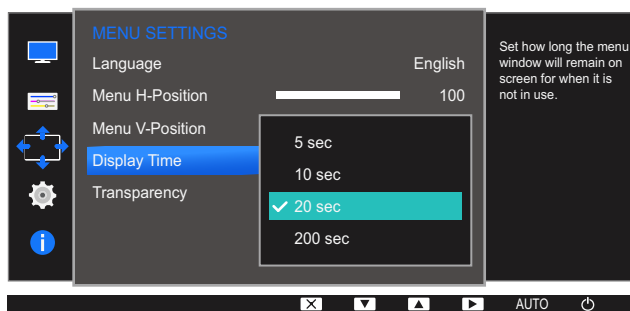 MENU SETTINGS
Language English
Menu H-Position 100
Menu V-Position
Display Time
Transparency
5 sec
10 sec
20 sec
200 sec
Set how long the menu
window will remain on
screen for when it is
not in use.
AUTO